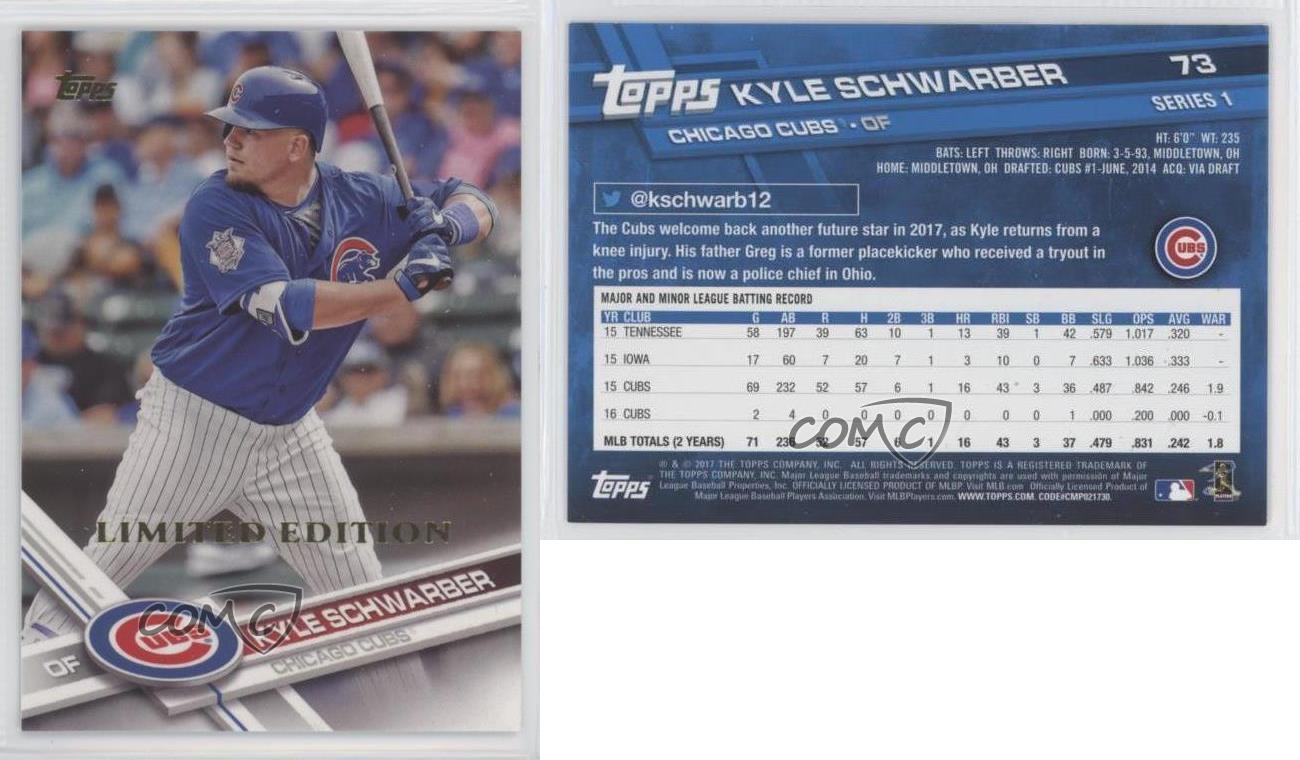 Topps
LIMITED EDITION
COMC
CUBS
KYLE SCHWARBER
OF
CHICAGO CUBS
Topps KYLE SCHWARBER 73
CHICAGO CUBS · OF SERIES 1
HT: 6'0" WT: 235
BATS: LEFT THROWS: RIGHT BORN: 3-5-93, MIDDLETOWN, OH
HOME: MIDDLETOWN, OH DRAFTED: CUBS #1-JUNE, 2014 ACQ: VIA DRAFT
@kschwarb12
The Cubs welcome back another future star in 2017, as Kyle returns from a
knee injury. His father Greg is a former placekicker who received a tryout in
the pros and is now a police chief in Ohio.
CUBS
MAJOR AND MINOR LEAGUE BATTING RECORD
YR CLUB G AB R H 2B 3B HR RBI SB BB SLG OPS AVG WAR
15 TENNESSEE 58 197 39 63 10 1 13 39 1 42 .579 1.017 .320 -
15 IOWA 17 60 7 20 7 1 3 10 0 7 .633 1.036 .333 -
15 CUBS 69 232 52 57 6 1 16 43 3 36 .487 .842 .246 1.9
16 CUBS 2 4 0 0 0 0 0 0 0 1 .000 .200 .000 -0.1
MLB TOTALS (2 YEARS) 71 236 52 57 6 1 16 43 3 37 .479 .831 .242 1.8
COMC
Topps
® & © 2017 THE TOPPS COMPANY, INC. ALL RIGHTS RESERVED. TOPPS IS A REGISTERED TRADEMARK OF
THE TOPPS COMPANY, INC. Major League Baseball trademarks and copyrights are used with permission of Major
League Baseball Properties, Inc. OFFICIALLY LICENSED PRODUCT OF MLBP. Visit MLB.com Officially Licensed Product of
Major League Baseball Players Association. Visit MLBPlayers.com. WWW.TOPPS.COM. CODE#CMP021730.